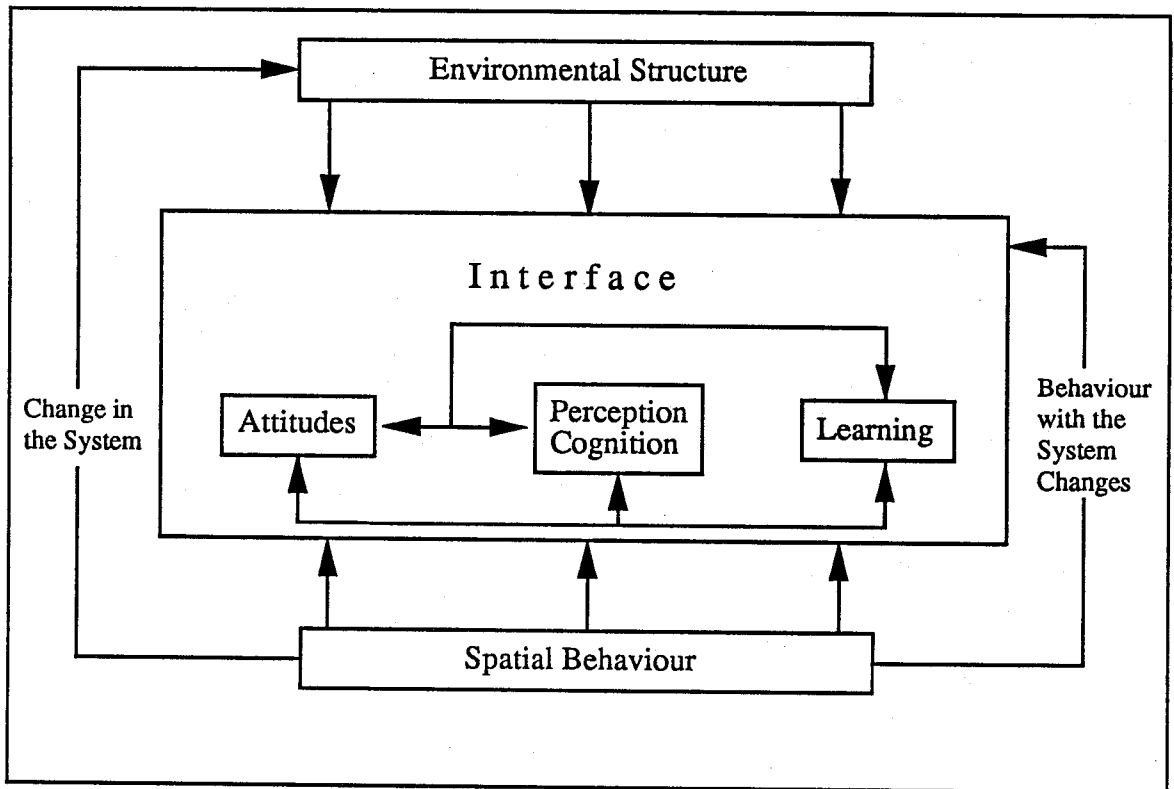 Environmental Structure
Interface
Attitudes
Perception
Cognition
Learning
Change in
the System
Behaviour
with the
System
Changes
Spatial Behaviour